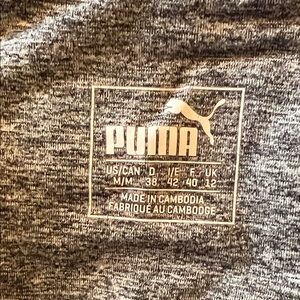 PUMA
US/CAN D I/E F UK
M/M 38 42 40 12
MADE IN CAMBODIA
FABRIQUÉ AU CAMBODGE